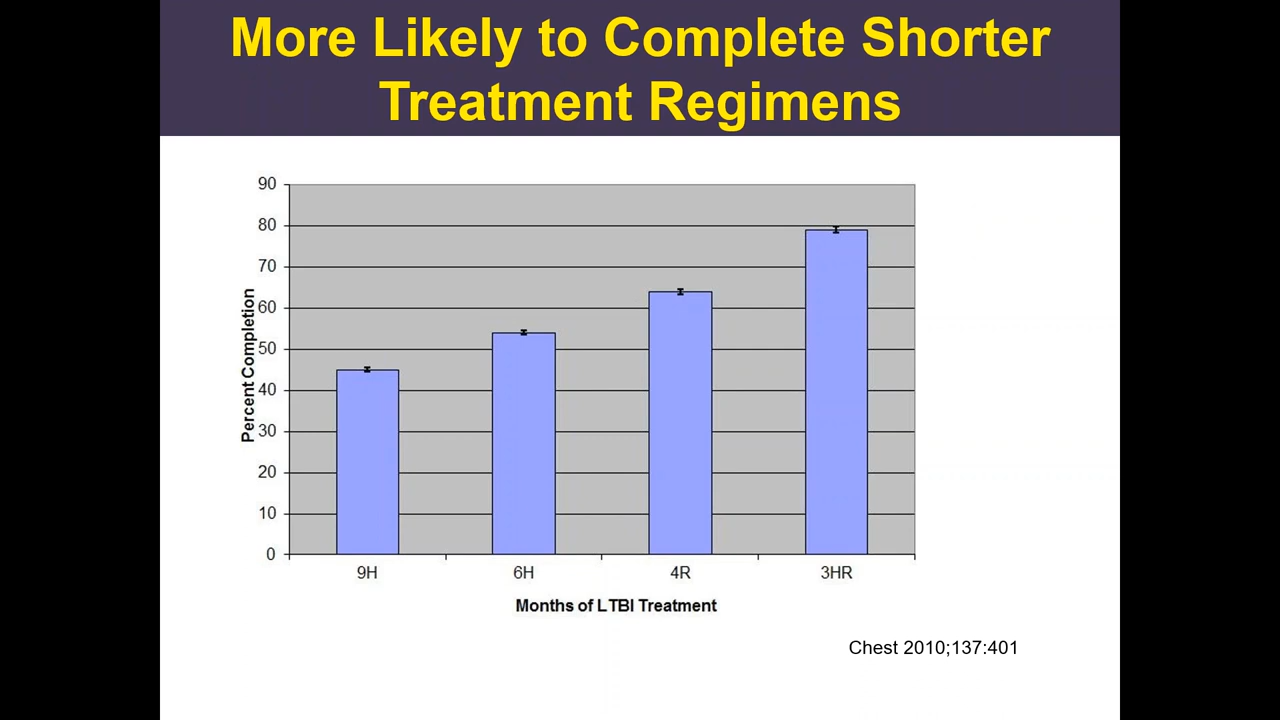 More Likely to Complete Shorter
Treatment Regimens
90
80
70
60
50
40
30
20
10
0
Percent Completion
9H 6H 4R 3HR
Months of LTBI Treatment
Chest 2010;137:401